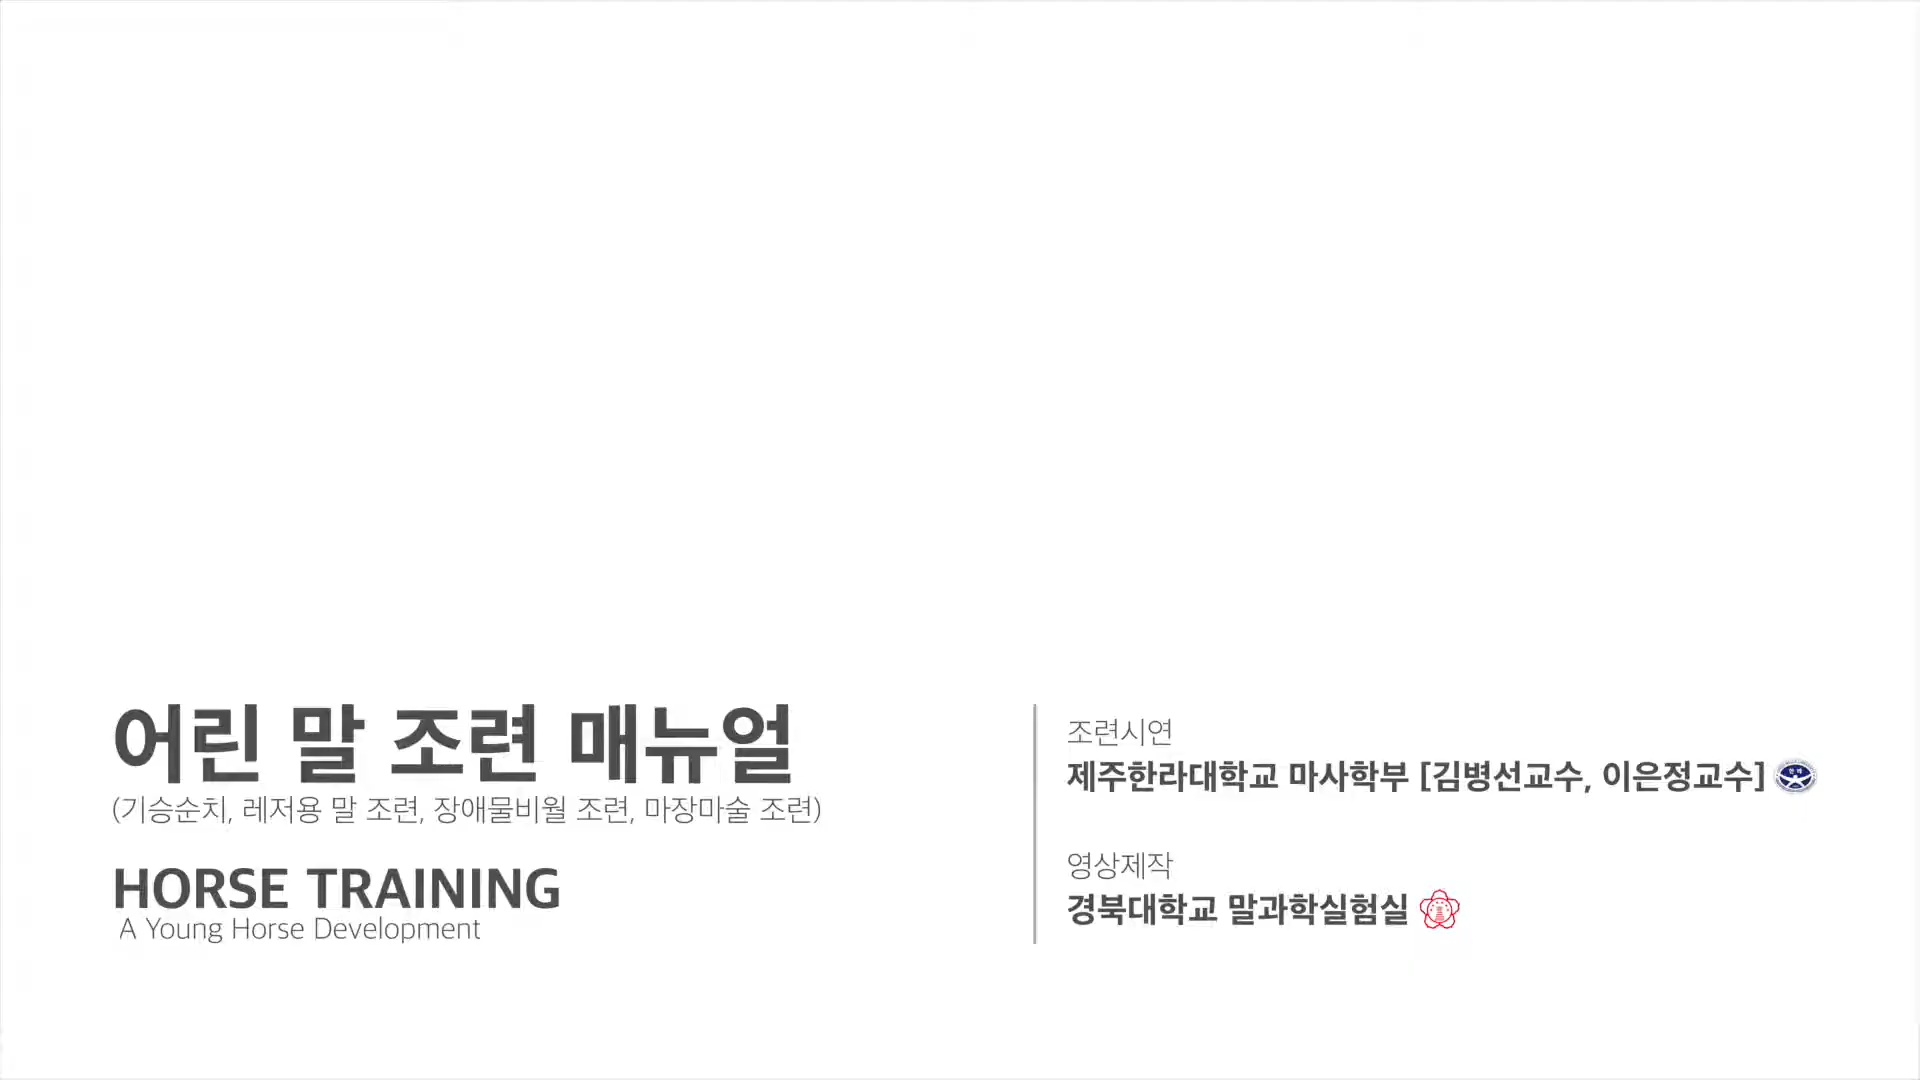 어린 말 조련 매뉴얼
(기승순치, 레저용 말 조련, 장애물비월 조련, 마장마술 조련)
HORSE TRAINING
A Young Horse Development
조련시연
제주한라대학교 마사학부 [김병선교수, 이은정교수]
영상제작
경북대학교 말과학실험실